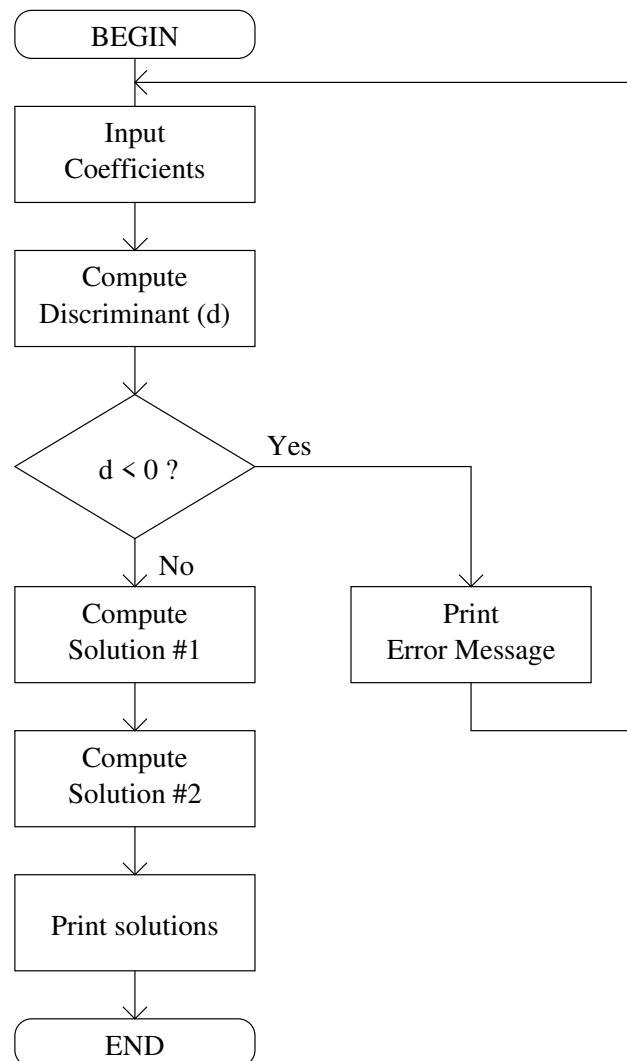 BEGIN
Input
Coefficients
Compute
Discriminant (d)
d < 0 ?
Yes
No
Compute
Solution #1
Print
Error Message
Compute
Solution #2
Print solutions
END